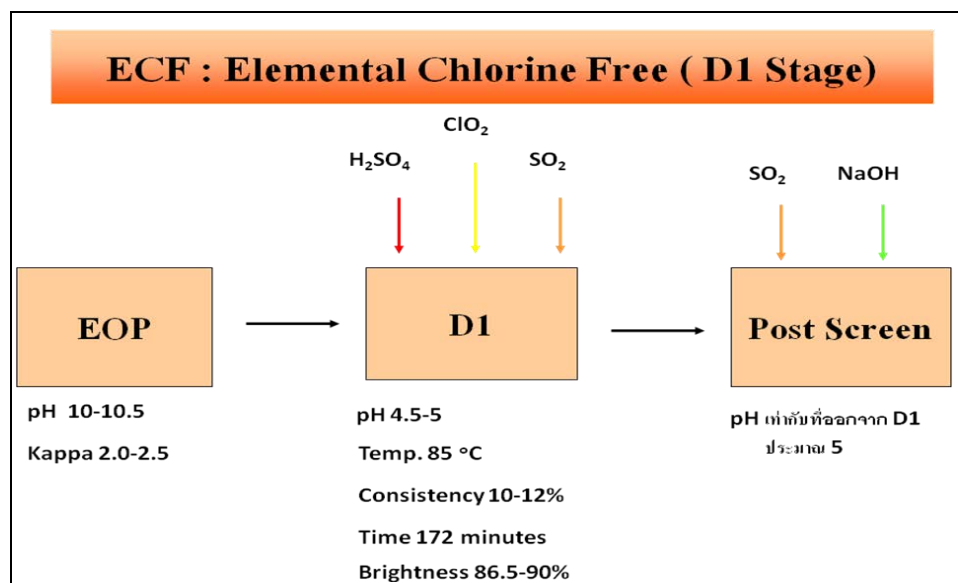 ECF : Elemental Chlorine Free ( D1 Stage)
ClO₂
H₂SO₄
SO₂
SO₂
NaOH
EOP
D1
Post Screen
pH 10-10.5
Kappa 2.0-2.5
pH 4.5-5
Temp. 85 °C
Consistency 10-12%
Time 172 minutes
Brightness 86.5-90%
pH เท่ากับที่ออกจาก D1
ประมาณ 5